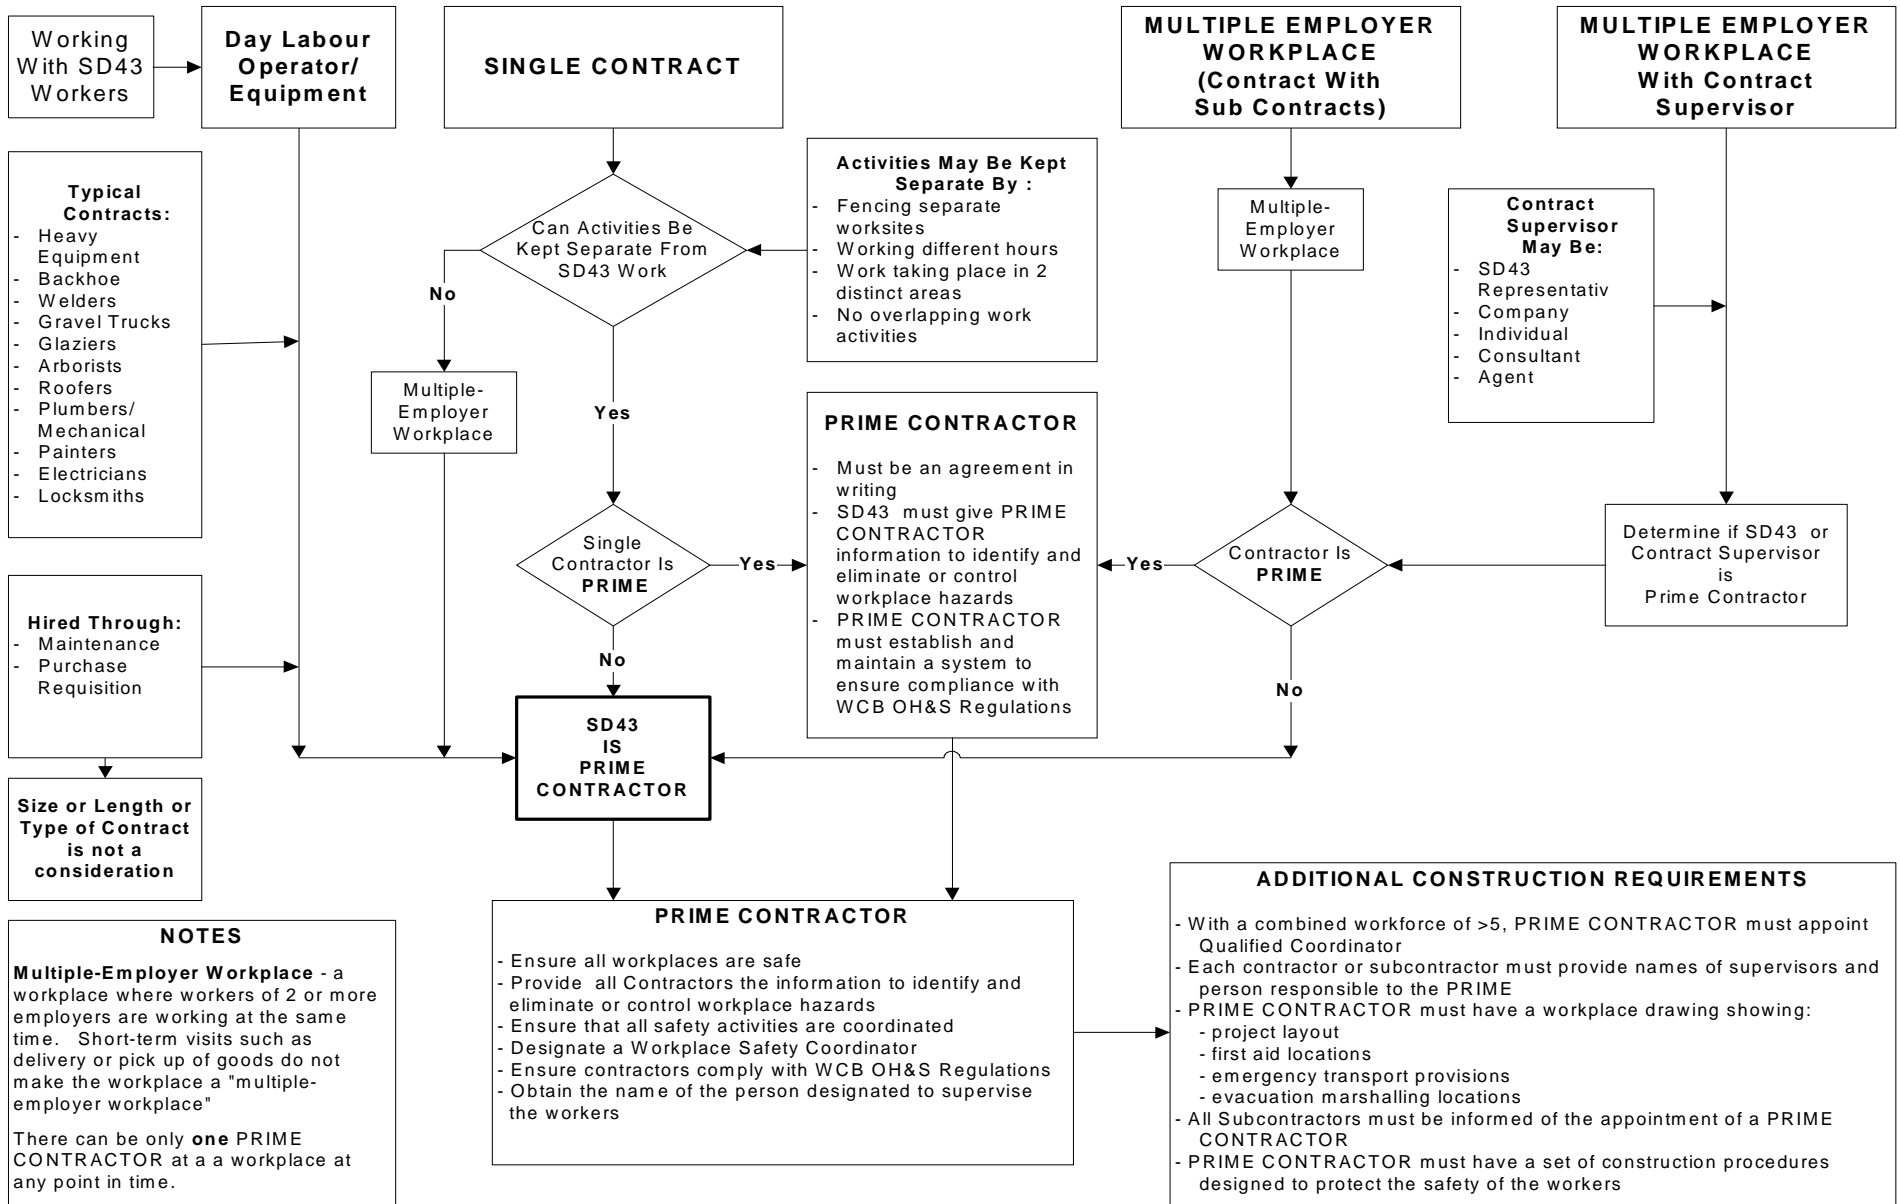 Working
With SD43
Workers
Day Labour
Operator/
Equipment
SINGLE CONTRACT
MULTIPLE EMPLOYER
WORKPLACE
(Contract With
Sub Contracts)
MULTIPLE EMPLOYER
WORKPLACE
With Contract
Supervisor
Typical
Contracts:
- Heavy
Equipment
- Backhoe
- Welders
- Gravel Trucks
- Glaziers
- Arborists
- Roofers
- Plumbers/
Mechanical
- Painters
- Electricians
- Locksmiths
Can Activities Be
Kept Separate From
SD43 Work
Activities May Be Kept
Separate By :
- Fencing separate
worksites
- Working different hours
- Work taking place in 2
distinct areas
- No overlapping work
activities
Multiple-
Employer
Workplace
Contract
Supervisor
May Be:
- SD43
Representativ
- Company
- Individual
- Consultant
- Agent
No
Multiple-
Employer
Workplace
Yes
PRIME CONTRACTOR
- Must be an agreement in
writing
- SD43 must give PRIME
CONTRACTOR
information to identify and
eliminate or control
workplace hazards
- PRIME CONTRACTOR
must establish and
maintain a system to
ensure compliance with
WCB OH&S Regulations
Single
Contractor Is
PRIME
Yes
Yes
Contractor Is
PRIME
Determine if SD43 or
Contract Supervisor
is
Prime Contractor
Hired Through:
- Maintenance
- Purchase
Requisition
No
No
SD43
IS
PRIME
CONTRACTOR
Size or Length or
Type of Contract
is not a
consideration
NOTES
Multiple-Employer Workplace - a
workplace where workers of 2 or more
employers are working at the same
time. Short-term visits such as
delivery or pick up of goods do not
make the workplace a "multiple-
employer workplace"
There can be only one PRIME
CONTRACTOR at a a workplace at
any point in time.
PRIME CONTRACTOR
- Ensure all workplaces are safe
- Provide all Contractors the information to identify and
eliminate or control workplace hazards
- Ensure that all safety activities are coordinated
- Designate a Workplace Safety Coordinator
- Ensure contractors comply with WCB OH&S Regulations
- Obtain the name of the person designated to supervise
the workers
ADDITIONAL CONSTRUCTION REQUIREMENTS
- With a combined workforce of >5, PRIME CONTRACTOR must appoint
Qualified Coordinator
- Each contractor or subcontractor must provide names of supervisors and
person responsible to the PRIME
- PRIME CONTRACTOR must have a workplace drawing showing:
- project layout
- first aid locations
- emergency transport provisions
- evacuation marshalling locations
- All Subcontractors must be informed of the appointment of a PRIME
CONTRACTOR
- PRIME CONTRACTOR must have a set of construction procedures
designed to protect the safety of the workers